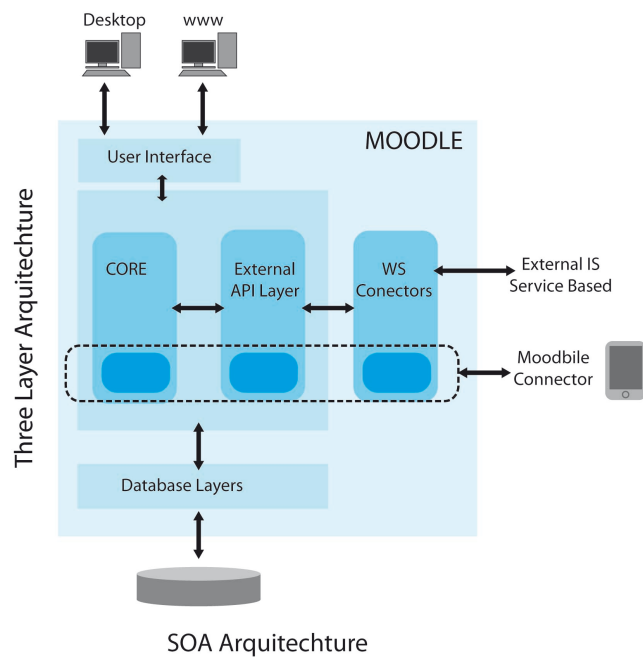 Desktop
www
MOODLE
User Interface
Three Layer Arquitechture
CORE
External
API Layer
WS
Conectors
External IS
Service Based
Moodbile
Connector
Database Layers
SOA Arquitechture